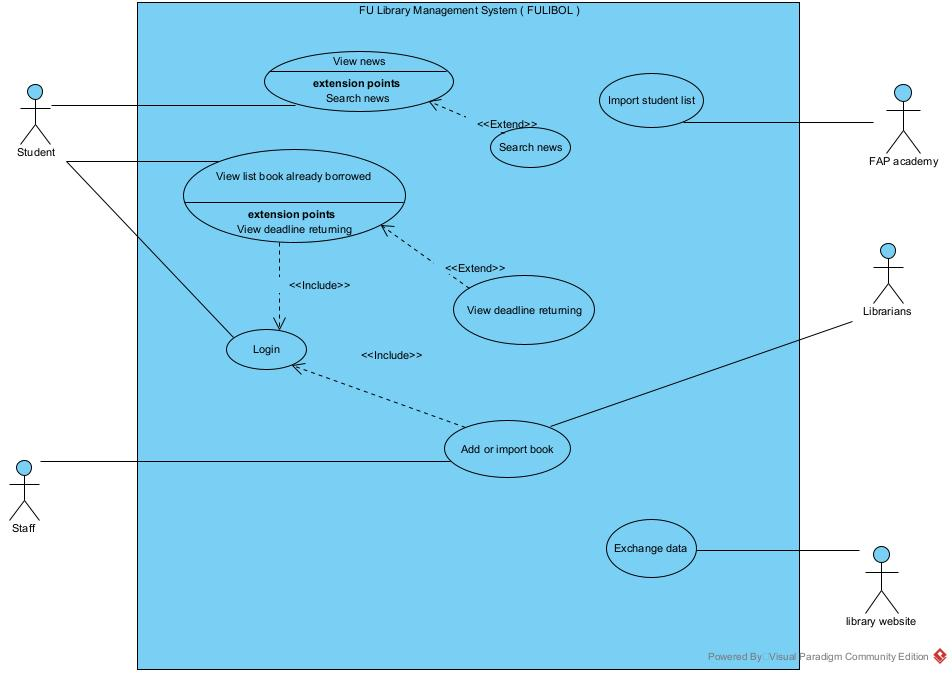 FU Library Management System ( FULIBOL )
View news
extension points
Search news
<<Extend>>
Search news
Import student list
Student
FAP academy
View list book already borrowed
extension points
View deadline returning
<<Extend>>
<<Include>>
View deadline returning
Librarians
Login
<<Include>>
Add or import book
Staff
Exchange data
library website
Powered By Visual Paradigm Community Edition